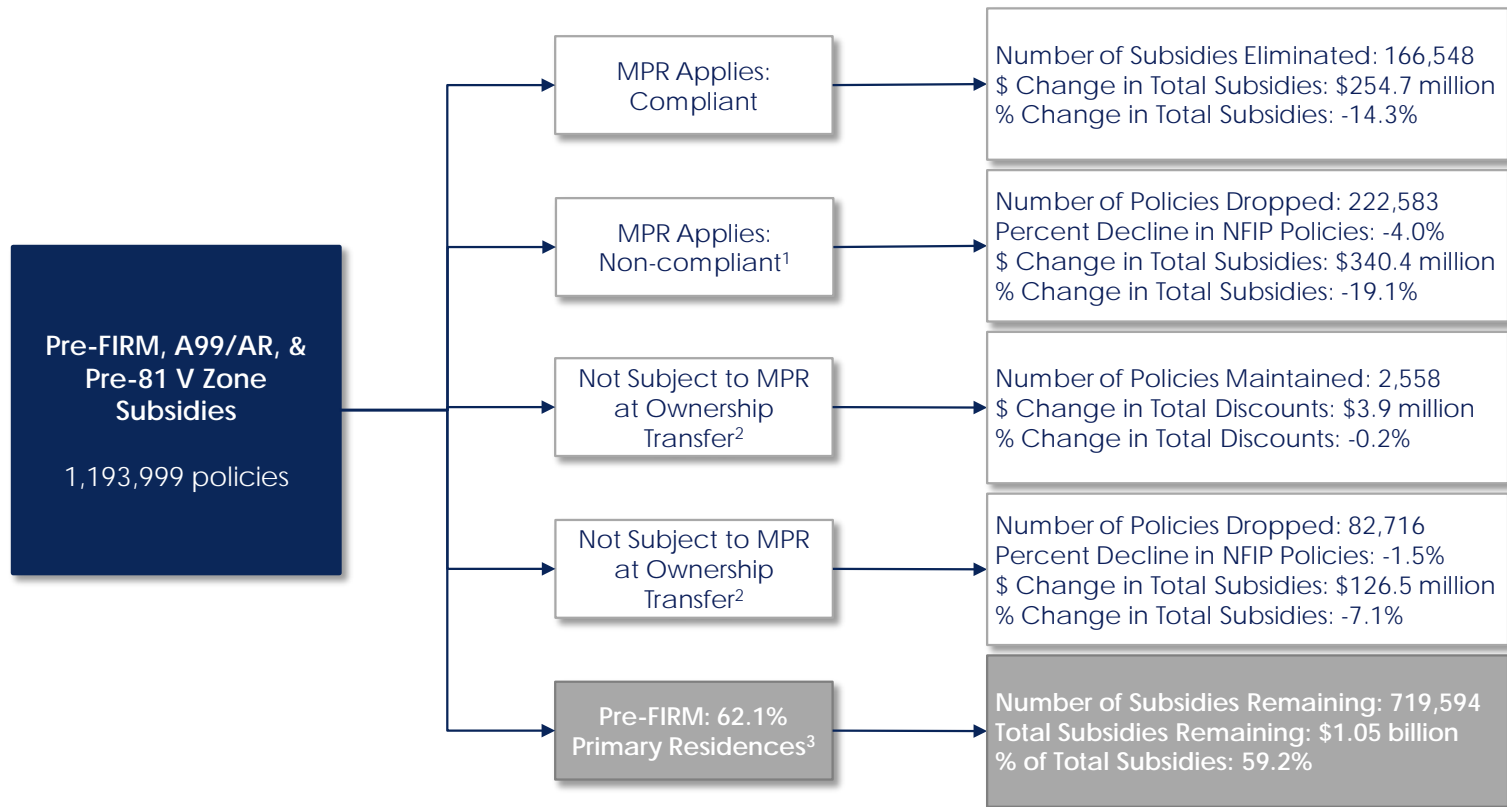 Pre-FIRM, A99/AR, &
Pre-81 V Zone
Subsidies
1,193,999 policies
MPR Applies:
Compliant
Number of Subsidies Eliminated: 166,548
$ Change in Total Subsidies: $254.7 million
% Change in Total Subsidies: -14.3%
MPR Applies:
Non-compliant¹
Number of Policies Dropped: 222,583
Percent Decline in NFIP Policies: -4.0%
$ Change in Total Subsidies: $340.4 million
% Change in Total Subsidies: -19.1%
Not Subject to MPR
at Ownership
Transfer²
Number of Policies Maintained: 2,558
$ Change in Total Discounts: $3.9 million
% Change in Total Discounts: -0.2%
Not Subject to MPR
at Ownership
Transfer²
Number of Policies Dropped: 82,716
Percent Decline in NFIP Policies: -1.5%
$ Change in Total Subsidies: $126.5 million
% Change in Total Subsidies: -7.1%
Pre-FIRM: 62.1%
Primary Residences³
Number of Subsidies Remaining: 719,594
Total Subsidies Remaining: $1.05 billion
% of Total Subsidies: 59.2%